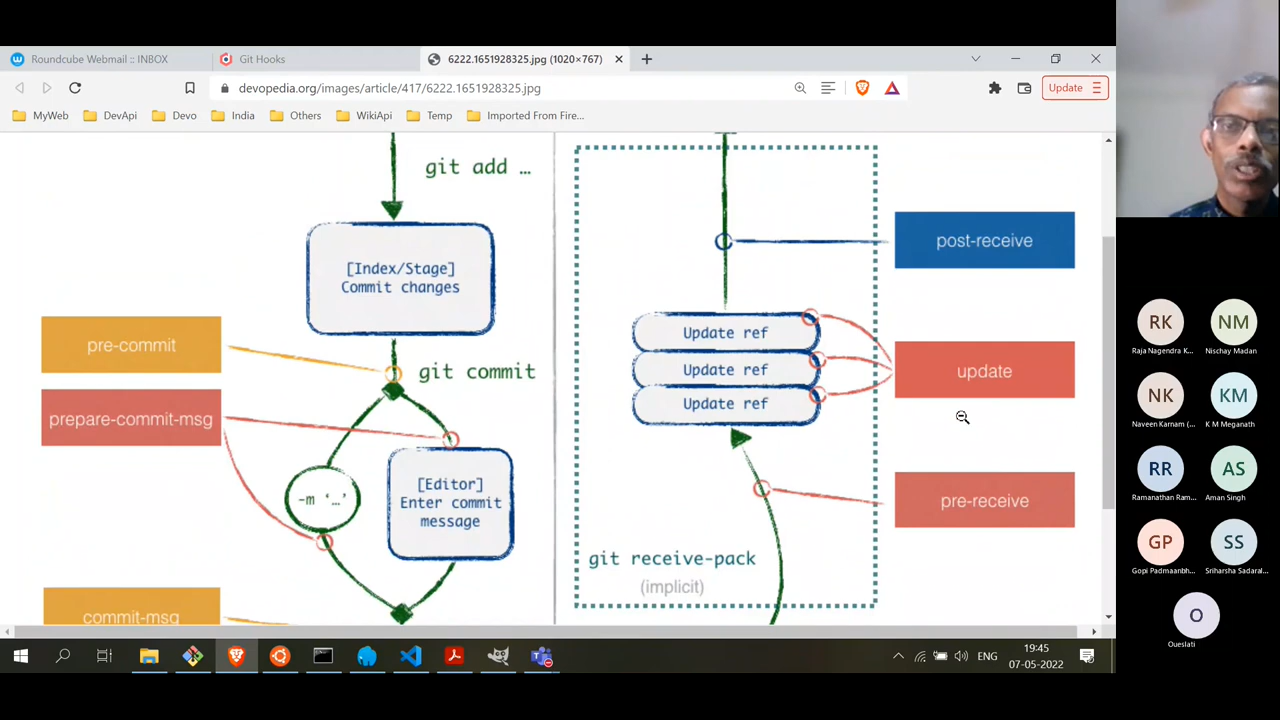 Roundcube Webmail :: INBOX
Git Hooks
6222.1651928325.jpg (1020×767)
devopedia.org/images/article/417/6222.1651928325.jpg
Update
MyWeb
DevApi
Devo
India
Others
WikiApi
Temp
Imported From Fire...
git add …
[Index/Stage]
Commit changes
pre-commit
git commit
prepare-commit-msg
-m ‘…’
[Editor]
Enter commit
message
commit-msg
post-receive
Update ref
Update ref
Update ref
update
pre-receive
git receive-pack
(implicit)
RK
Raja Nagendra K...
NM
Nischay Madan
NK
Naveen Karnam (...
KM
K M Meganath
RR
Ramanathan Ram...
AS
Aman Singh
GP
Gopi Padmaanbh...
SS
Sriharsha Sadaral...
O
Oueslati
ENG
19:45
07-05-2022